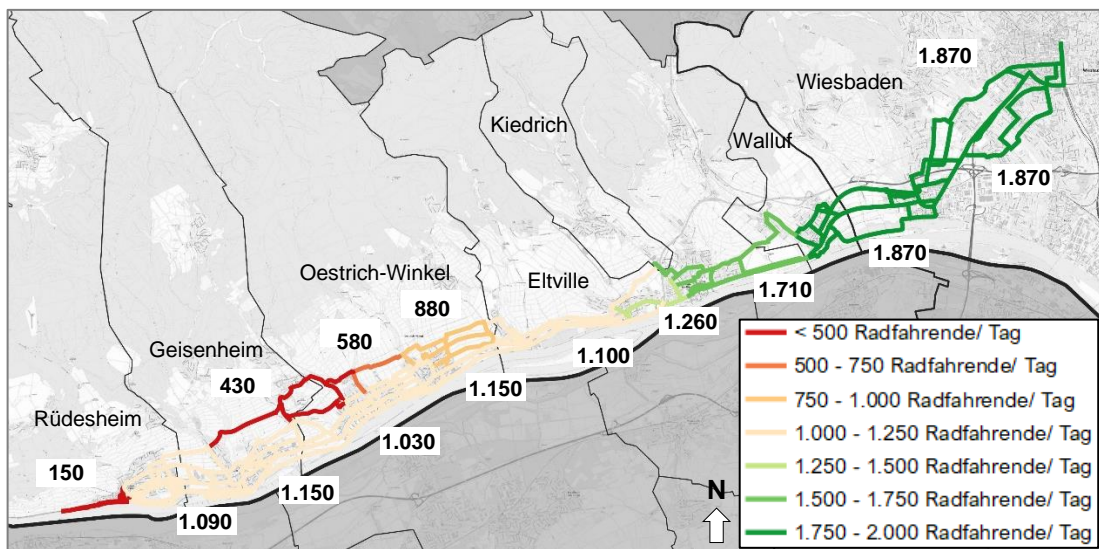 1.870
Wiesbaden
Kiedrich
Walluf
1.870
1.870
Oestrich-Winkel
Eltville
880
1.710
1.260
580
Geisenheim
1.100
430
1.150
Rüdesheim
1.030
150
1.150
1.090
N
< 500 Radfahrende/ Tag
500 - 750 Radfahrende/ Tag
750 - 1.000 Radfahrende/ Tag
1.000 - 1.250 Radfahrende/ Tag
1.250 - 1.500 Radfahrende/ Tag
1.500 - 1.750 Radfahrende/ Tag
1.750 - 2.000 Radfahrende/ Tag